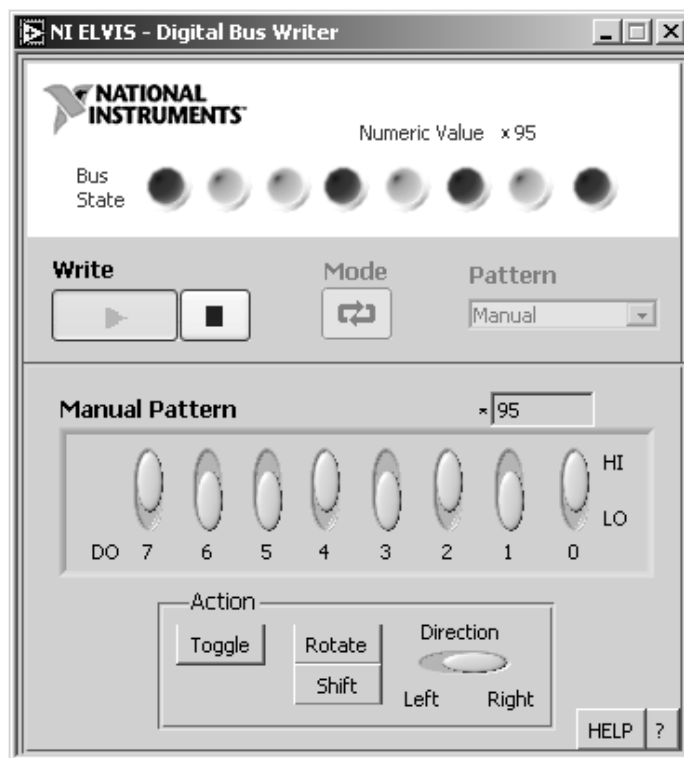 NI ELVIS - Digital Bus Writer
NATIONAL
INSTRUMENTS
Numeric Value x 95
Bus
State
Write
Mode
Pattern
Manual
Manual Pattern
x 95
HI
LO
DO 7 6 5 4 3 2 1 0
Action
Toggle
Rotate
Shift
Direction
Left Right
HELP ?